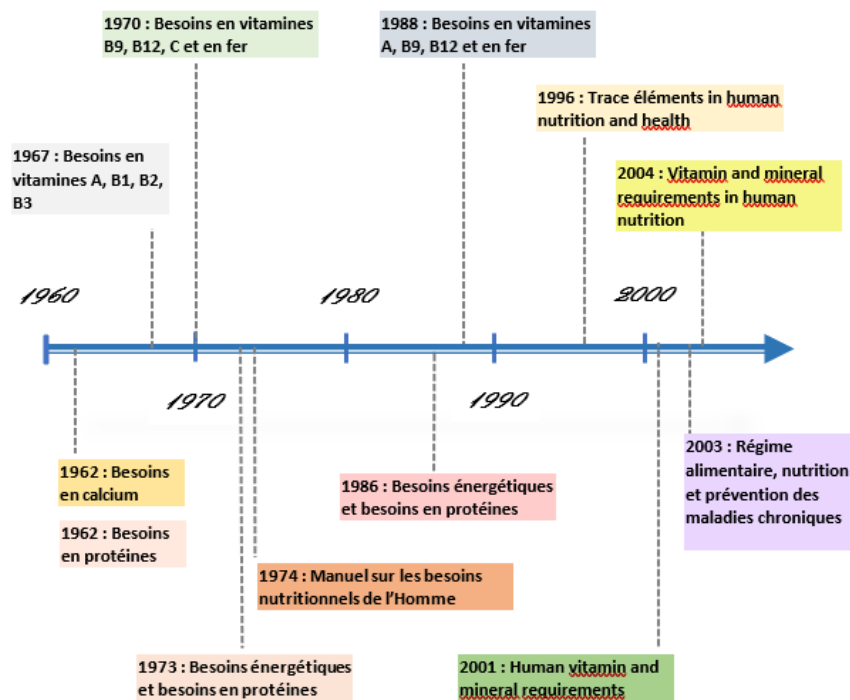 1970 : Besoins en vitamines
B9, B12, C et en fer
1988 : Besoins en vitamines
A, B9, B12 et en fer
1996 : Trace éléments in human
nutrition and health
1967 : Besoins en
vitamines A, B1, B2,
B3
2004 : Vitamin and mineral
requirements in human
nutrition
1960
1980
2000
1970
1990
1962 : Besoins
en calcium
1962 : Besoins
en protéines
1986 : Besoins énergétiques
et besoins en protéines
2003 : Régime
alimentaire, nutrition
et prévention des
maladies chroniques
1974 : Manuel sur les besoins
nutritionnels de l’Homme
1973 : Besoins énergétiques
et besoins en protéines
2001 : Human vitamin and
mineral requirements